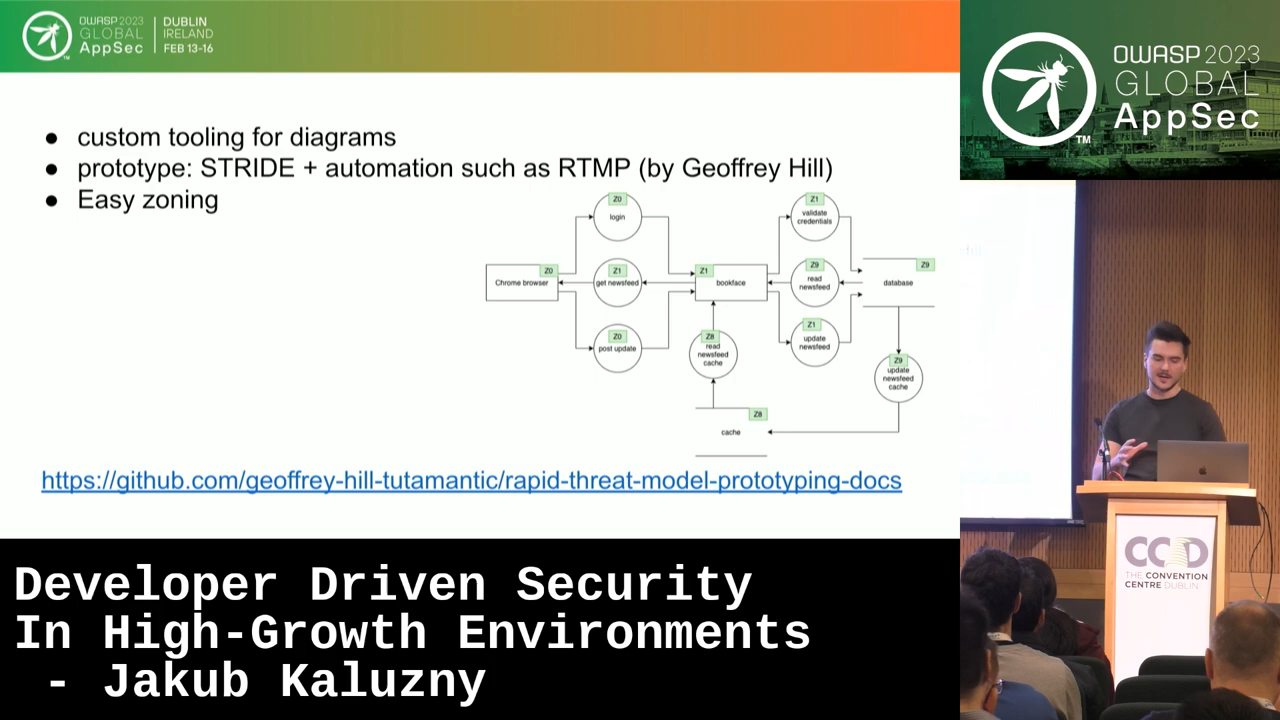 OWASP 2023
GLOBAL
AppSec
TM
DUBLIN
IRELAND
FEB 13-16
OWASP 2023
GLOBAL
AppSec
TM
● custom tooling for diagrams
● prototype: STRIDE + automation such as RTMP (by Geoffrey Hill)
● Easy zoning
Z0
login
Z1
validate
credentials
Z0
Chrome browser
Z1
get newsfeed
Z1
bookface
Z9
read
newsfeed
Z9
database
Z0
post update
Z8
read
newsfeed
cache
Z1
update
newsfeed
Z9
update
newsfeed
cache
Z8
cache
https://github.com/geoffrey-hill-tutamantic/rapid-threat-model-prototyping-docs
CCD
THE CONVENTION
CENTRE DUBLIN
Developer Driven Security
In High-Growth Environments
- Jakub Kaluzny